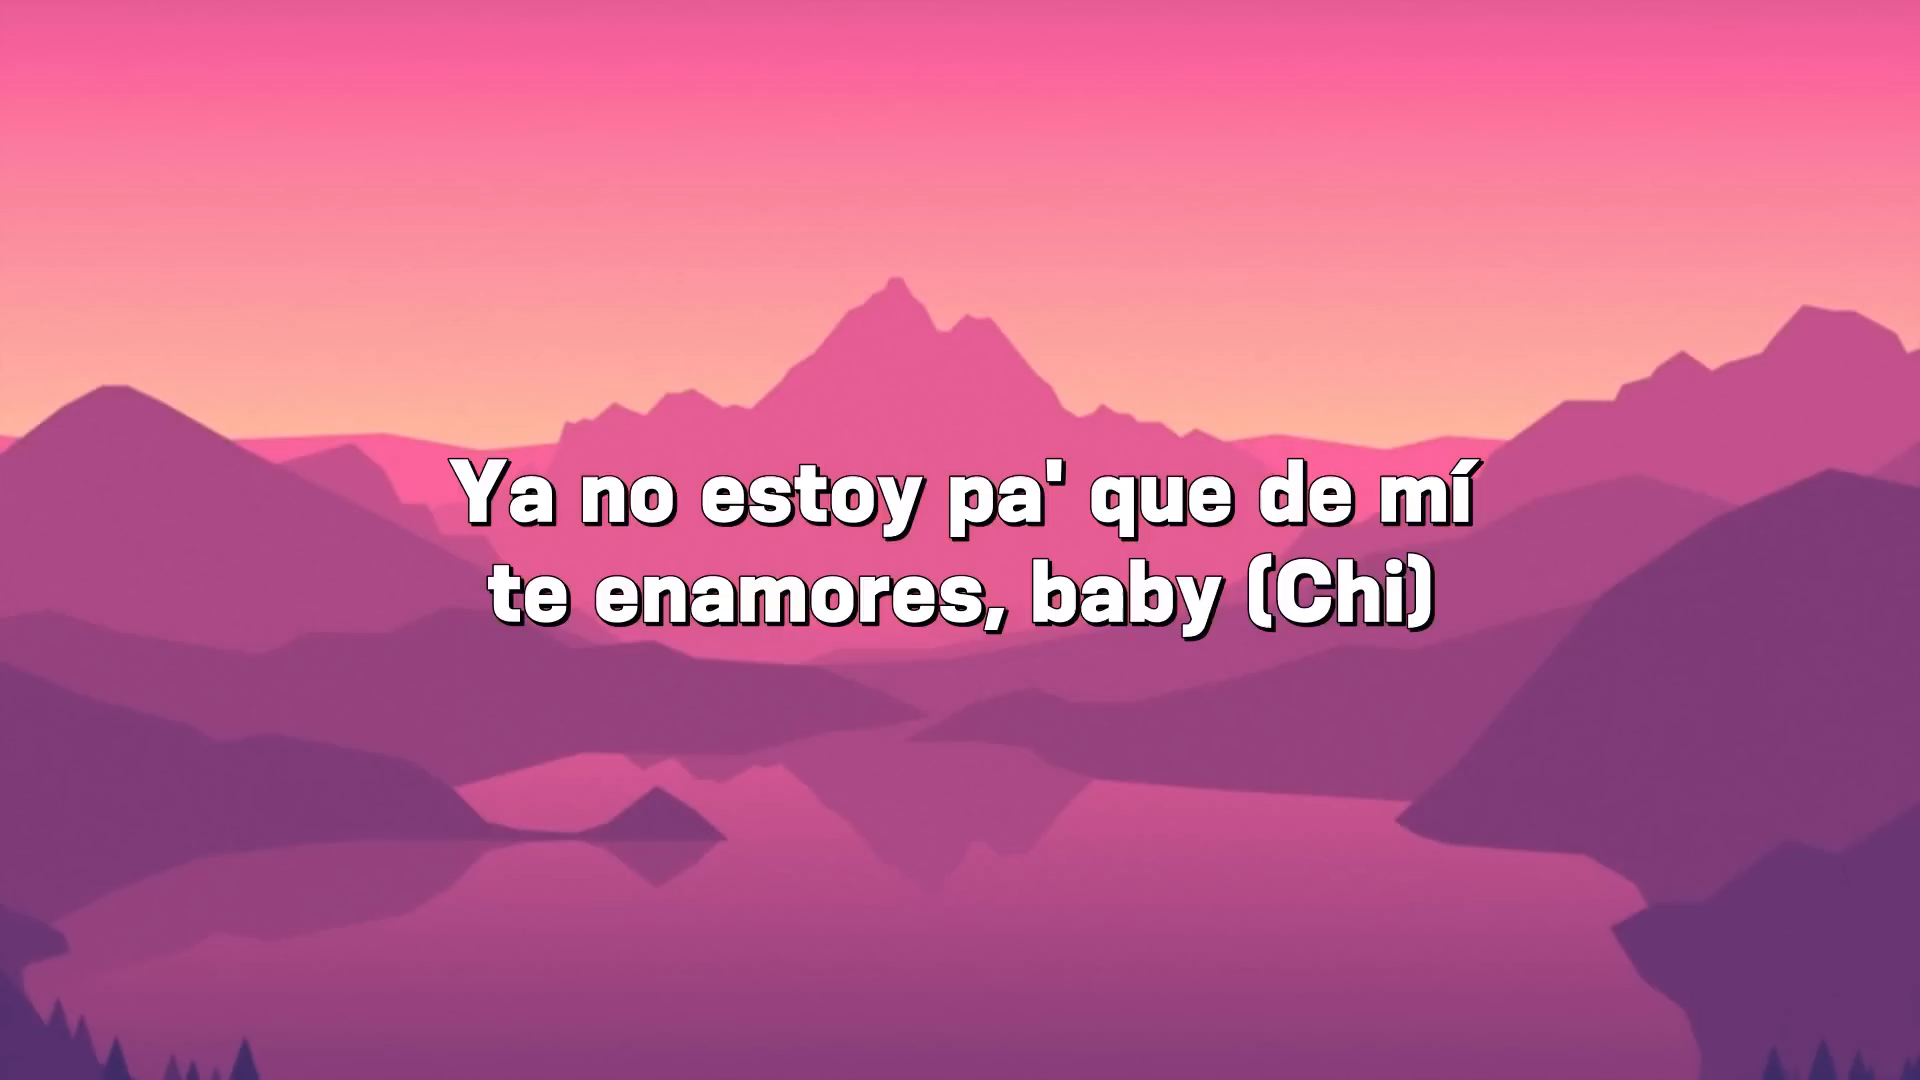 Ya no estoy pa' que de mí
te enamores, baby (Chi)